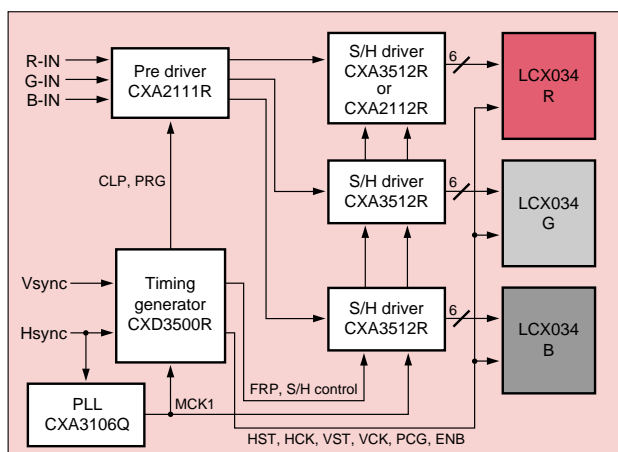 R-IN
G-IN
B-IN
Pre driver
CXA2111R
S/H driver
CXA3512R
or
CXA2112R
6
LCX034
R
CLP, PRG
S/H driver
CXA3512R
6
LCX034
G
Vsync
Hsync
Timing
generator
CXD3500R
S/H driver
CXA3512R
6
LCX034
B
FRP, S/H control
PLL
CXA3106Q
MCK1
HST, HCK, VST, VCK, PCG, ENB